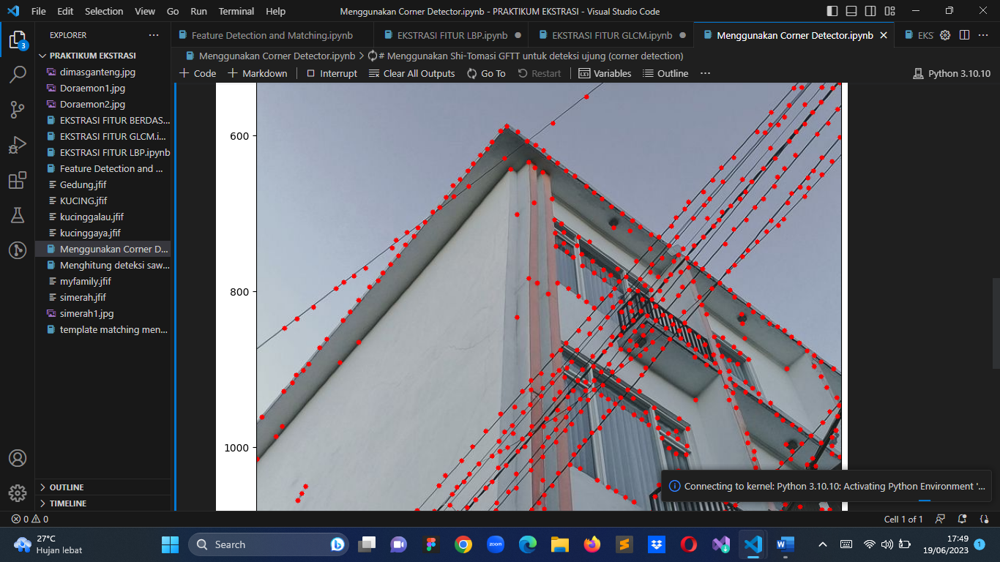 File Edit Selection View Go Run Terminal Help
Menggunakan Corner Detector.ipynb - PRAKTIKUM EKSTRASI - Visual Studio Code
3
EXPLORER
PRAKTIKUM EKSTRASI
dimasganteng.jpg
Doraemon1.jpg
Doraemon2.jpg
EKSTRASI FITUR BERDAS...
EKSTRASI FITUR GLCM.i...
EKSTRASI FITUR LBP.ipynb
Feature Detection and ...
Gedung.jfif
KUCING.jfif
kucinggalau.jfif
kucinggaya.jfif
Menggunakan Corner D...
Menghitung deteksi saw...
myfamily.jfif
simerah.jfif
simerah1.jpg
template matching men...
OUTLINE
TIMELINE
Feature Detection and Matching.ipynb
EKSTRASI FITUR LBP.ipynb
EKSTRASI FITUR GLCM.ipynb
Menggunakan Corner Detector.ipynb
EKS
Menggunakan Corner Detector.ipynb > # Menggunakan Shi-Tomasi GFTT untuk deteksi ujung (corner detection)
+ Code + Markdown Interrupt Clear All Outputs Go To Restart Variables Outline ...
Python 3.10.10
600
800
1000
Connecting to kernel: Python 3.10.10: Activating Python Environment '...
0 0
Cell 1 of 1
27°C
Hujan lebat
Search
zoom
17:49
19/06/2023
1